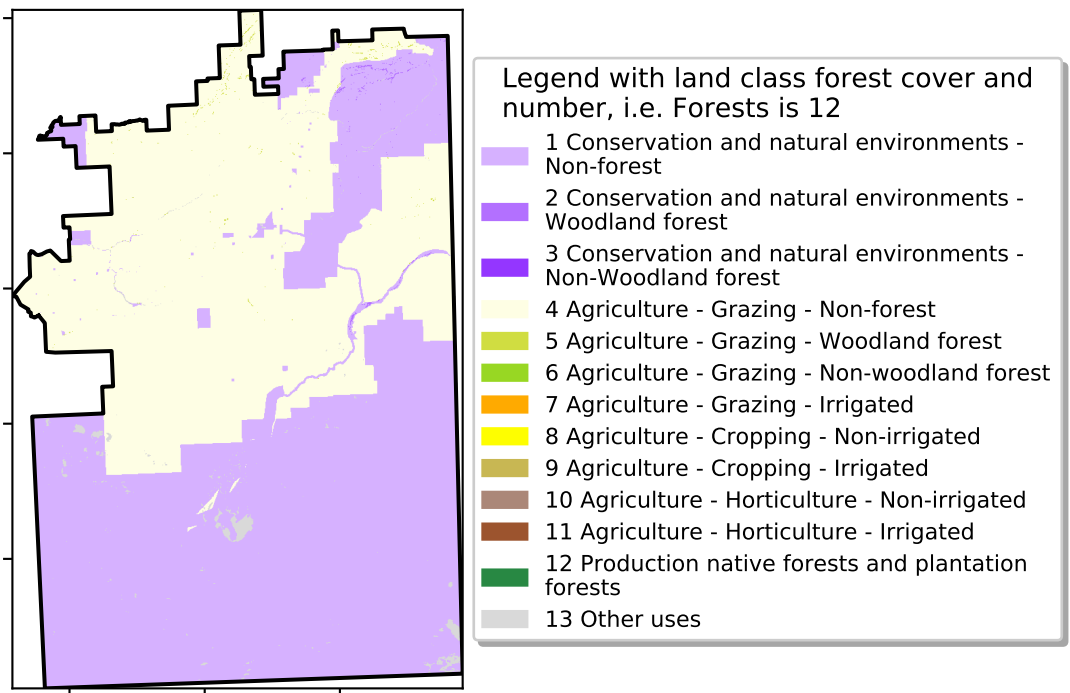 Legend with land class forest cover and
number, i.e. Forests is 12
1 Conservation and natural environments -
Non-forest
2 Conservation and natural environments -
Woodland forest
3 Conservation and natural environments -
Non-Woodland forest
4 Agriculture - Grazing - Non-forest
5 Agriculture - Grazing - Woodland forest
6 Agriculture - Grazing - Non-woodland forest
7 Agriculture - Grazing - Irrigated
8 Agriculture - Cropping - Non-irrigated
9 Agriculture - Cropping - Irrigated
10 Agriculture - Horticulture - Non-irrigated
11 Agriculture - Horticulture - Irrigated
12 Production native forests and plantation
forests
13 Other uses